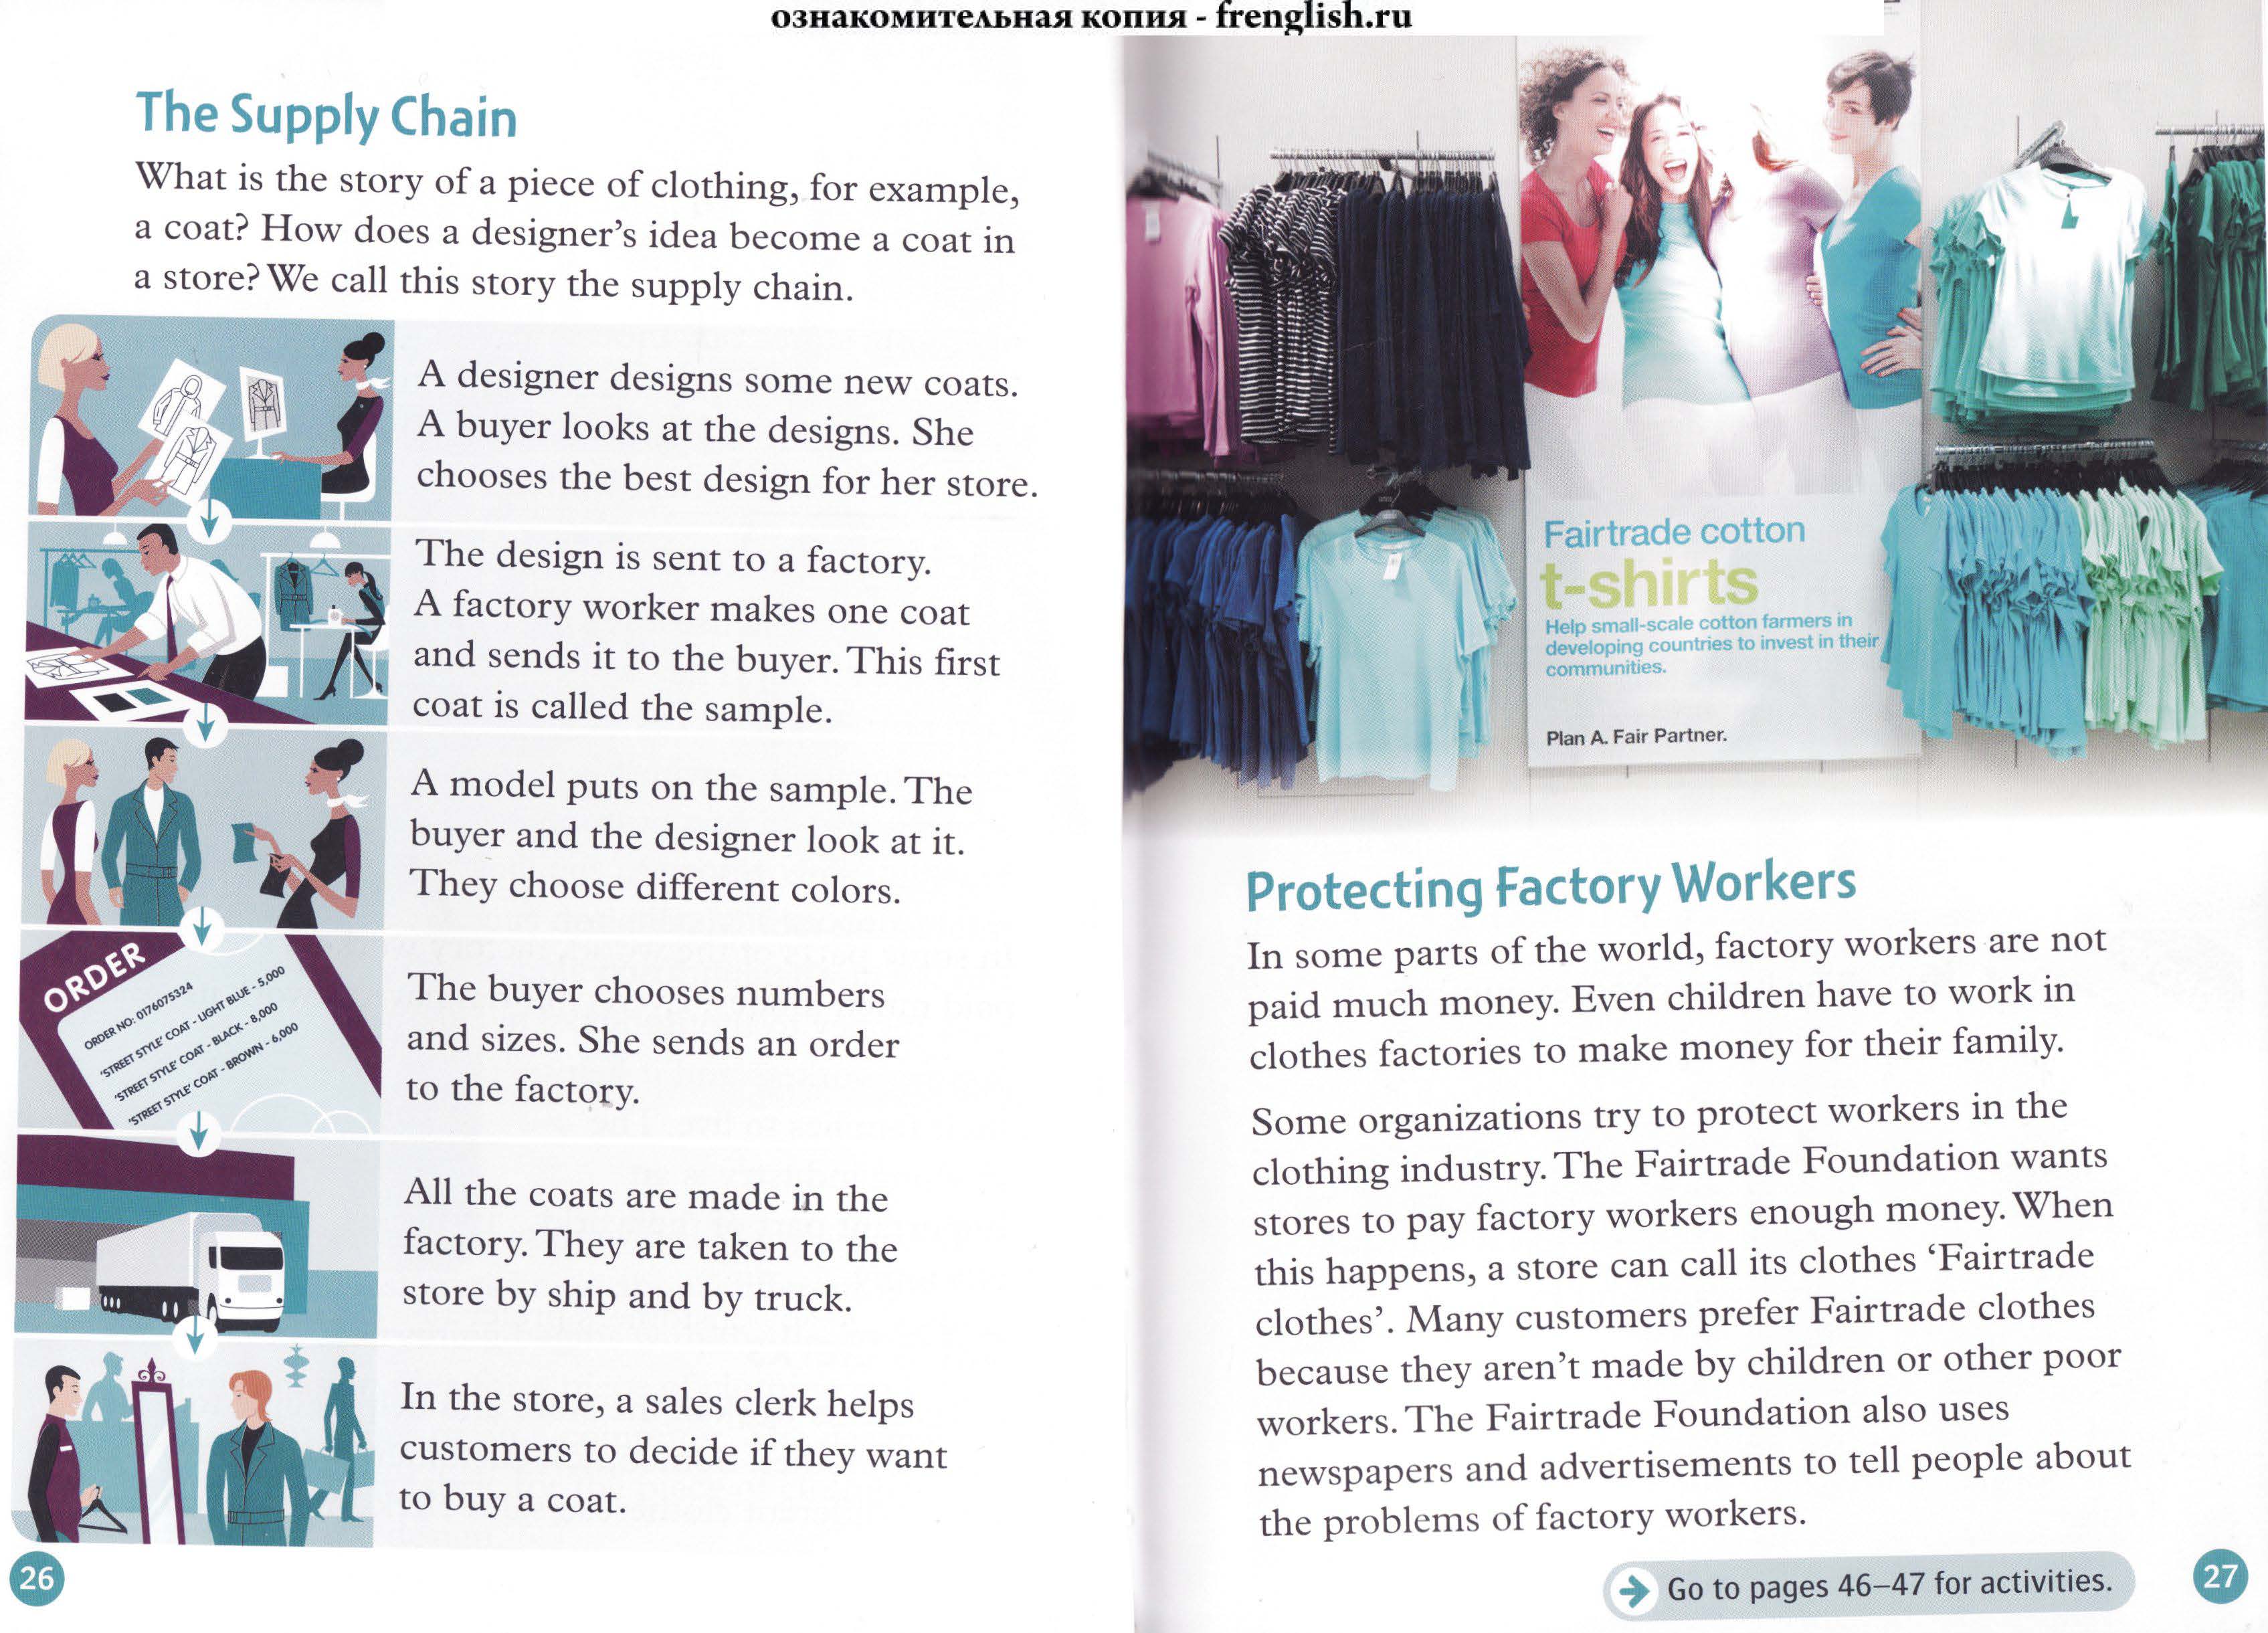 ознакомительная копия - frenglish.ru
The Supply Chain
What is the story of a piece of clothing, for example,
a coat? How does a designer's idea become a coat in
a store? We call this story the supply chain.
A designer designs some new coats.
A buyer looks at the designs. She
chooses the best design for her store.
The design is sent to a factory.
A factory worker makes one coat
and sends it to the buyer. This first
coat is called the sample.
A model puts on the sample. The
buyer and the designer look at it.
They choose different colors.
ORDER
ORDER NO: 0176075324
'STREET STYLE' COAT - LIGHT BLUE - 5,000
'STREET STYLE' COAT - BLACK - 8,000
'STREET STYLE' COAT - BROWN - 6,000
The buyer chooses numbers
and sizes. She sends an order
to the factory.
All the coats are made in the
factory. They are taken to the
store by ship and by truck.
In the store, a sales clerk helps
customers to decide if they want
to buy a coat.
26
Fairtrade cotton
t-shirts
Help small-scale cotton farmers in
developing countries to invest in their
communities.
Plan A. Fair Partner.
Protecting Factory Workers
In some parts of the world, factory workers are not
paid much money. Even children have to work in
clothes factories to make money for their family.
Some organizations try to protect workers in the
clothing industry. The Fairtrade Foundation wants
stores to pay factory workers enough money. When
this happens, a store can call its clothes 'Fairtrade
clothes'. Many customers prefer Fairtrade clothes
because they aren't made by children or other poor
workers. The Fairtrade Foundation also uses
newspapers and advertisements to tell people about
the problems of factory workers.
Go to pages 46–47 for activities.
27